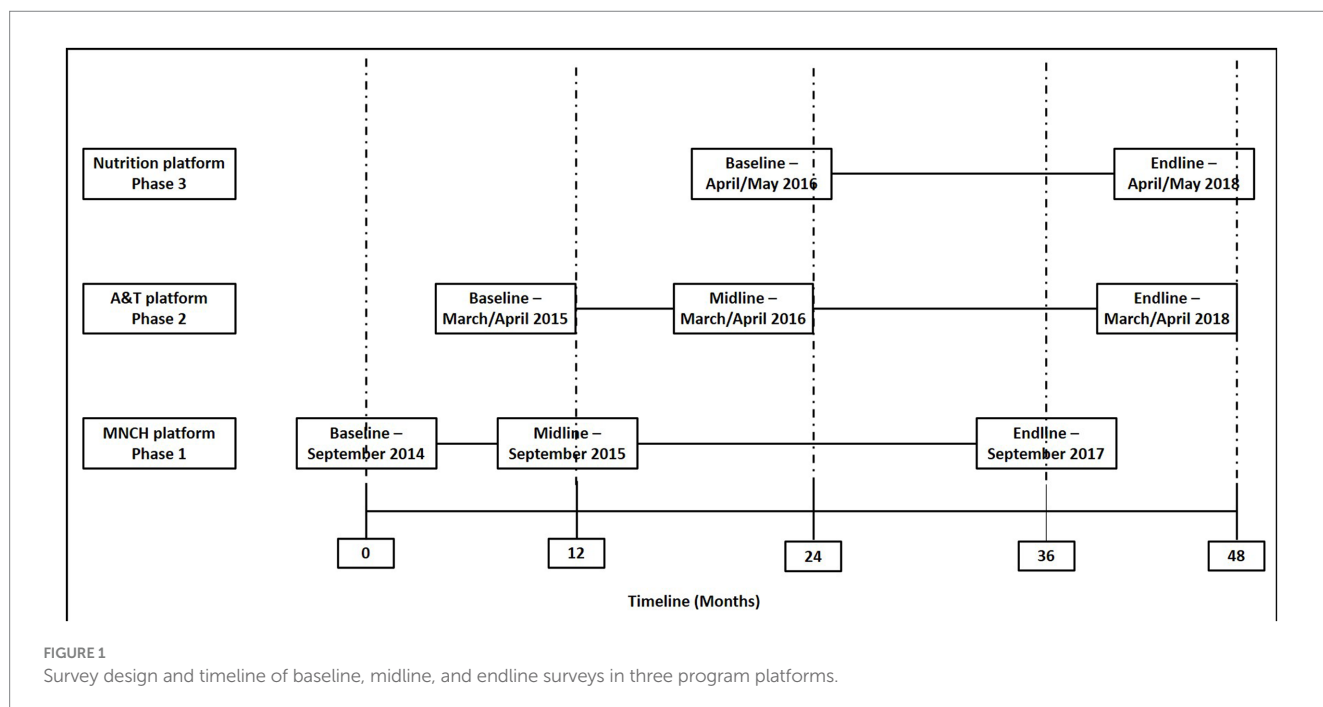 Nutrition platform
Phase 3
Baseline –
April/May 2016
Endline –
April/May 2018
A&T platform
Phase 2
Baseline –
March/April 2015
Midline –
March/April 2016
Endline –
March/April 2018
MNCH platform
Phase 1
Baseline –
September 2014
Midline –
September 2015
Endline –
September 2017
0
12
24
36
48
Timeline (Months)
FIGURE 1
Survey design and timeline of baseline, midline, and endline surveys in three program platforms.